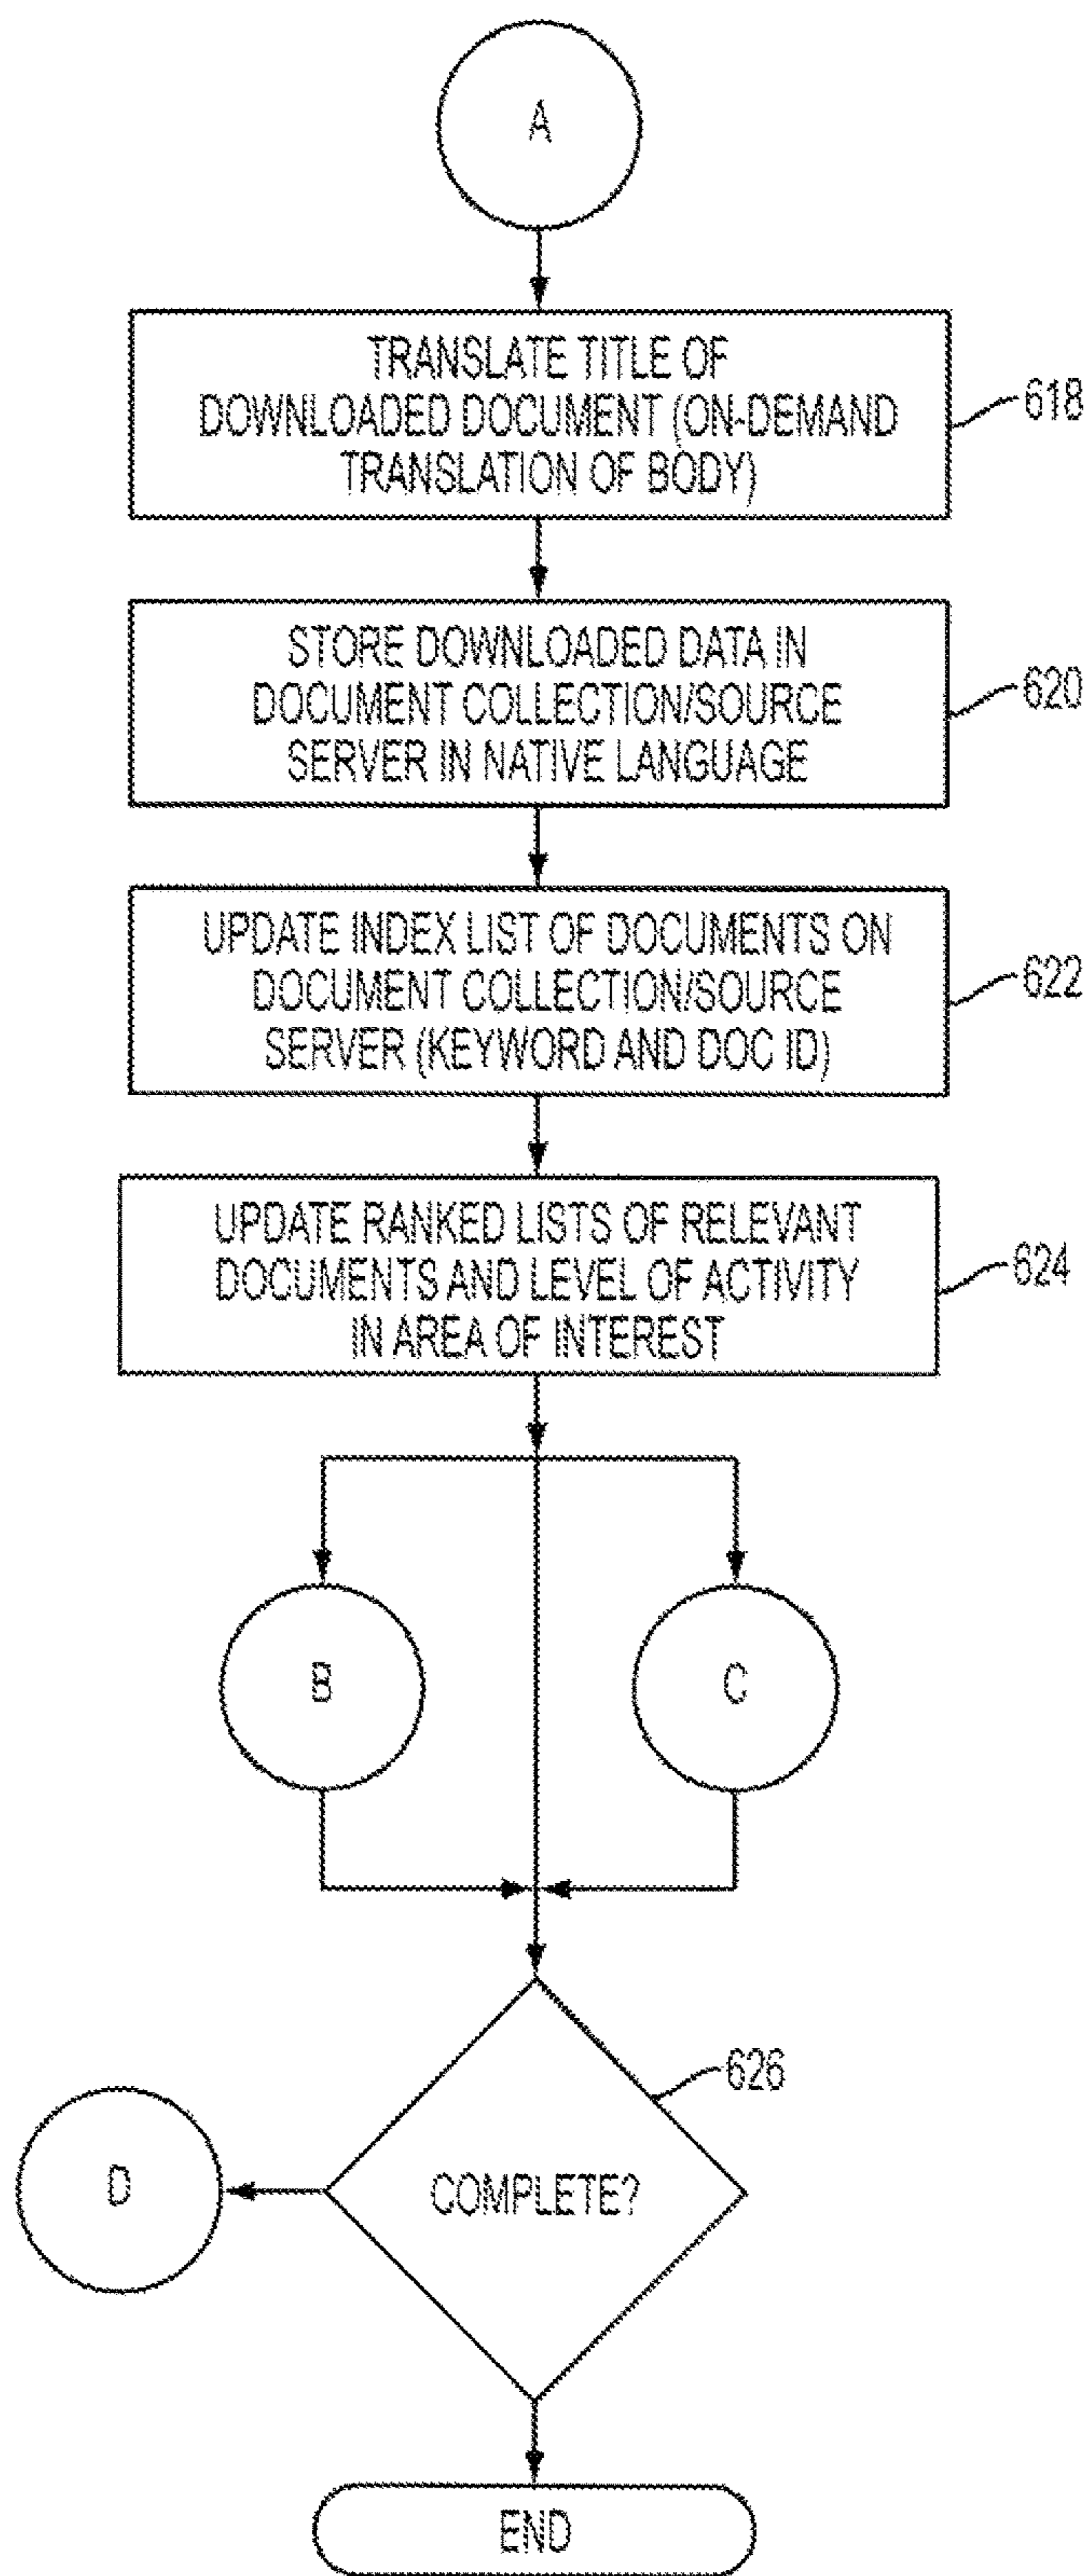 A
TRANSLATE TITLE OF
DOWNLOADED DOCUMENT (ON-DEMAND
TRANSLATION OF BODY)
618
STORE DOWNLOADED DATA IN
DOCUMENT COLLECTION/SOURCE
SERVER IN NATIVE LANGUAGE
620
UPDATE INDEX LIST OF DOCUMENTS ON
DOCUMENT COLLECTION/SOURCE
SERVER (KEYWORD AND DOC ID)
622
UPDATE RANKED LISTS OF RELEVANT
DOCUMENTS AND LEVEL OF ACTIVITY
IN AREA OF INTEREST
624
B
C
626
D
COMPLETE?
END